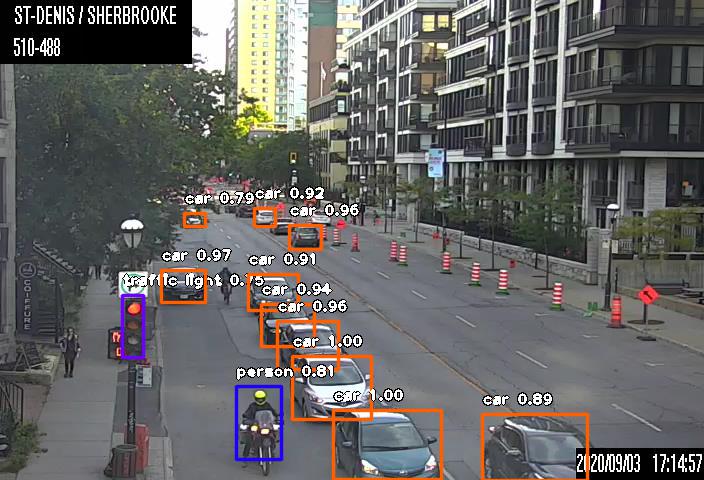 ST-DENIS / SHERBROOKE
510-488
car 0.79
car 0.92
car 0.96
car 0.97
car 0.91
traffic light 0.75
car 0.94
car 0.96
car 1.00
person 0.81
car 1.00
car 0.89
COIFFURE
2020/09/03 17:14:57